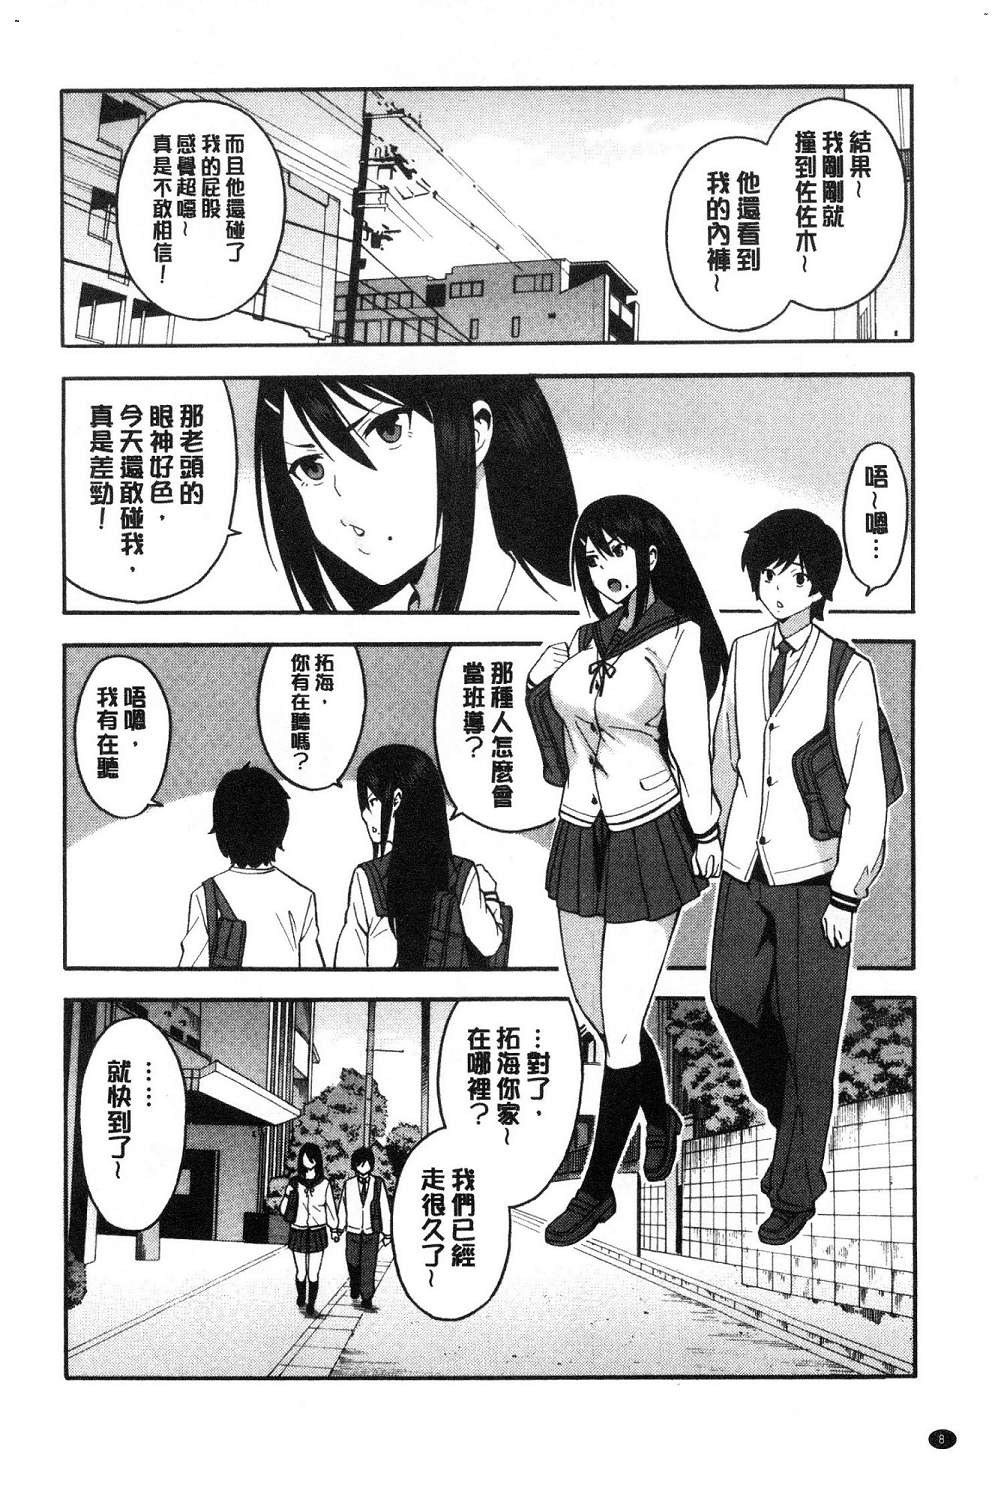 結果~
我剛剛就
撞到佐佐木~
他還看到
我的內褲~
而且他還碰了
我的屁股
感覺超噁~
真是不敢相信！
唔~嗯…
那老頭的
眼神好色，
今天還敢碰我，
真是差勁！
那種人怎麼會
當班導？
拓海，
你有在聽嗎？
唔嗯，
我有在聽
…對了，
拓海你家~
在哪裡？
我們已經
走很久了~
……
就快到了~
8